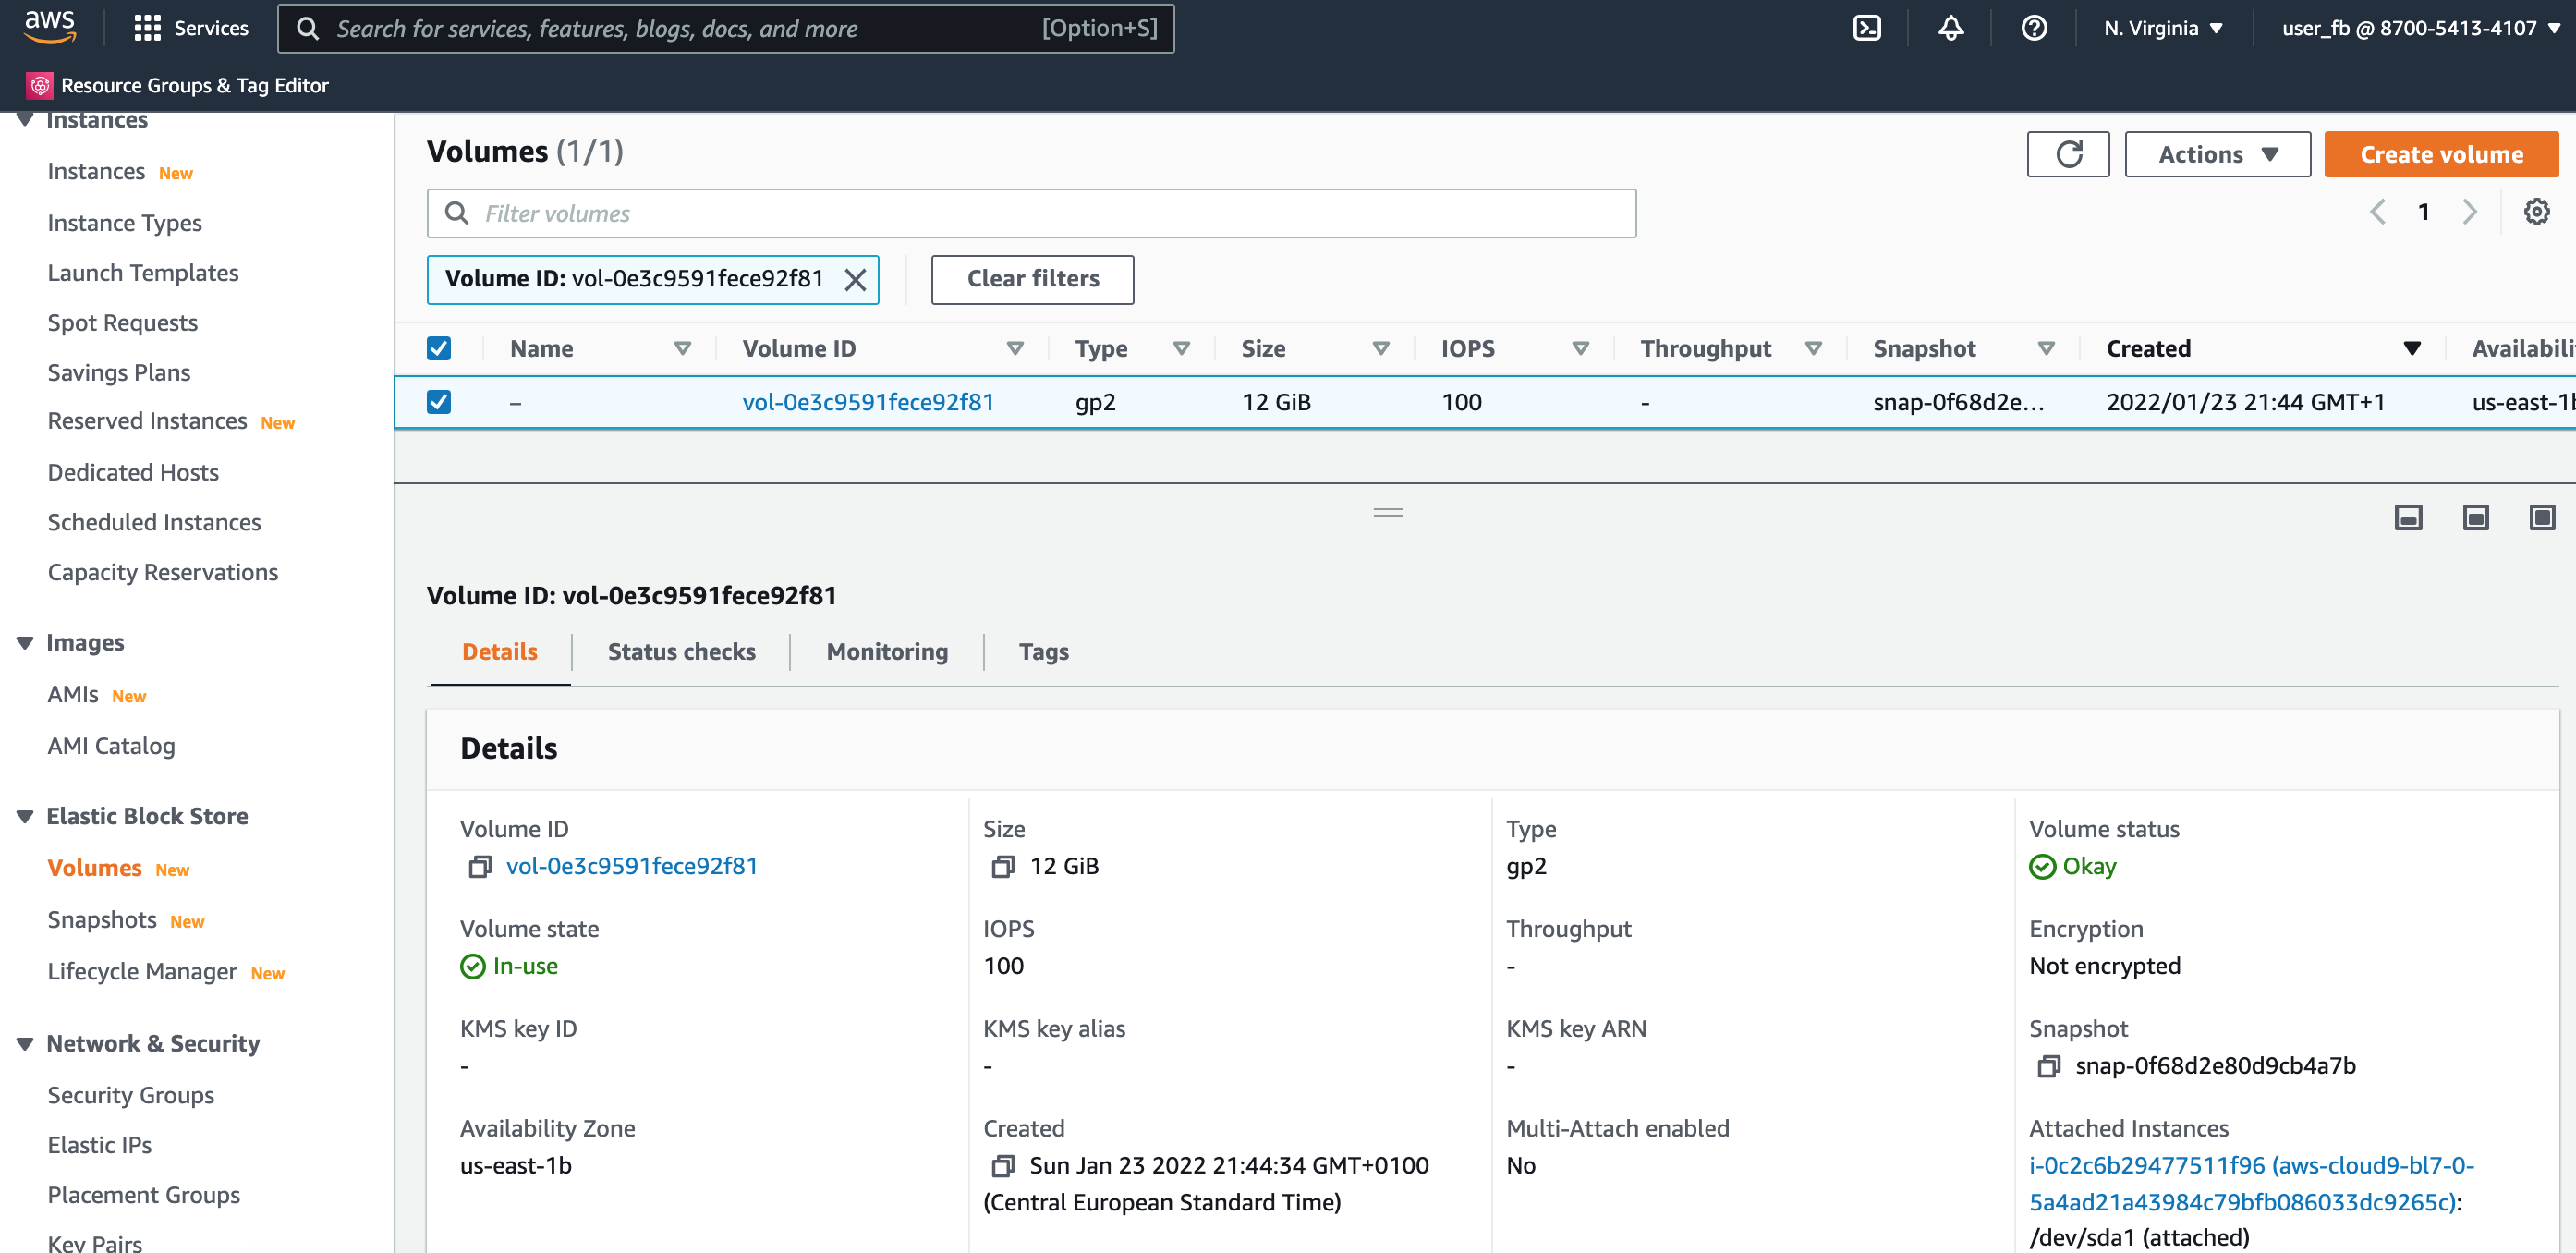 aws Services Search for services, features, blogs, docs, and more [Option+S] N. Virginia ▼ user_fb @ 8700-5413-4107 ▼
Resource Groups & Tag Editor
Instances
Instances New
Instance Types
Launch Templates
Spot Requests
Savings Plans
Reserved Instances New
Dedicated Hosts
Scheduled Instances
Capacity Reservations
Images
AMIs New
AMI Catalog
Elastic Block Store
Volumes New
Snapshots New
Lifecycle Manager New
Network & Security
Security Groups
Elastic IPs
Placement Groups
Key Pairs
Volumes (1/1)
Actions ▼ Create volume
Filter volumes
1
Volume ID: vol-0e3c9591fece92f81 Clear filters
Name Volume ID Type Size IOPS Throughput Snapshot Created Availabili
– vol-0e3c9591fece92f81 gp2 12 GiB 100 - snap-0f68d2e... 2022/01/23 21:44 GMT+1 us-east-1b
Volume ID: vol-0e3c9591fece92f81
Details Status checks Monitoring Tags
Details
Volume ID Size Type Volume status
vol-0e3c9591fece92f81 12 GiB gp2 Okay
Volume state IOPS Throughput Encryption
In-use 100 - Not encrypted
KMS key ID KMS key alias KMS key ARN Snapshot
- - - snap-0f68d2e80d9cb4a7b
Availability Zone Created Multi-Attach enabled Attached Instances
us-east-1b Sun Jan 23 2022 21:44:34 GMT+0100 No i-0c2c6b29477511f96 (aws-cloud9-bl7-0-
(Central European Standard Time) 5a4ad21a43984c79bfb086033dc9265c):
/dev/sda1 (attached)